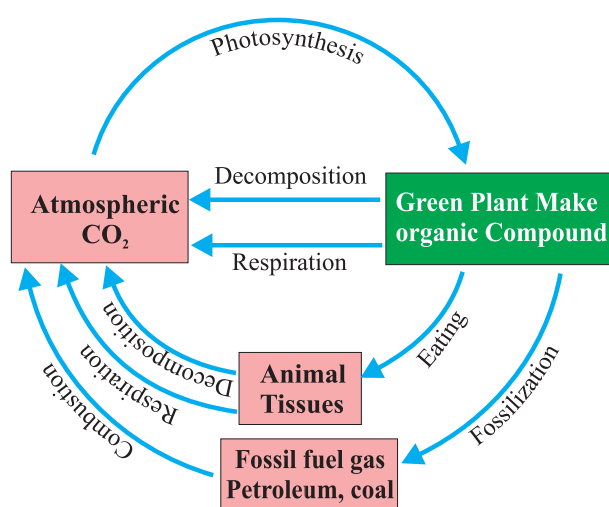 Photosynthesis
Decomposition
Atmospheric
CO₂
Green Plant Make
organic Compound
Respiration
Decomposition
Respiration
Combustion
Eating
Fossilization
Animal
Tissues
Fossil fuel gas
Petroleum, coal